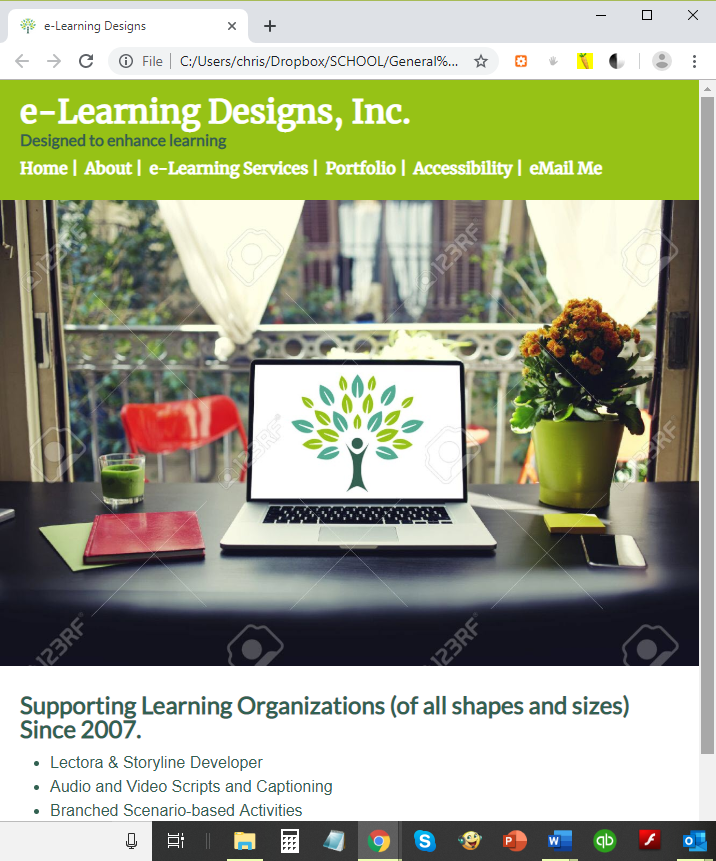 e-Learning Designs
File | C:/Users/chris/Dropbox/SCHOOL/General%...
e-Learning Designs, Inc.
Designed to enhance learning
Home | About | e-Learning Services | Portfolio | Accessibility | eMail Me
123RF 123RF
123RF 123RF
123RF 123RF
Supporting Learning Organizations (of all shapes and sizes)
Since 2007.
• Lectora & Storyline Developer
• Audio and Video Scripts and Captioning
• Branched Scenario-based Activities
S P W qb f O